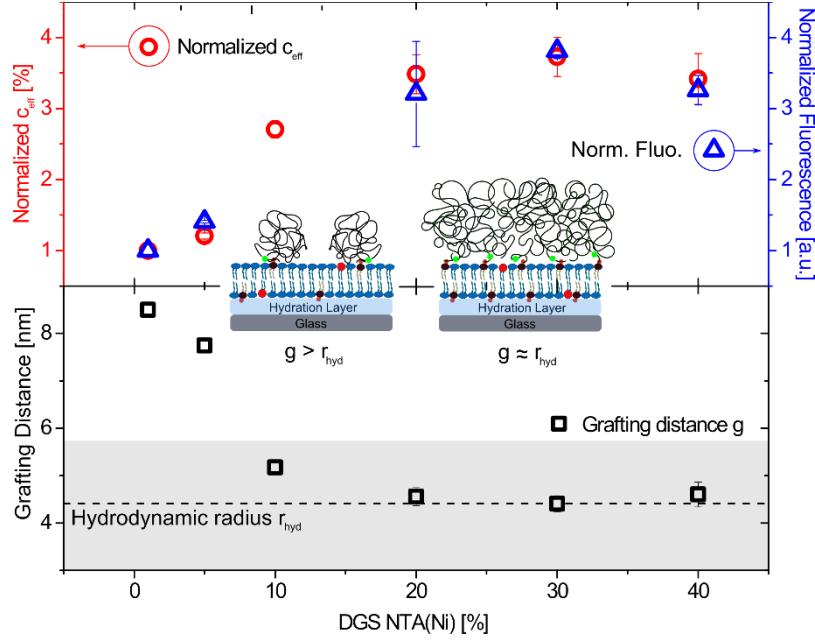 Normalized c_eff [%]
4
3
2
1
Normalized c_eff
Norm. Fluo.
4
3
2
1
Normalized Fluorescence [a.u.]
Hydration Layer
Glass
g > r_hyd
Hydration Layer
Glass
g ≈ r_hyd
Grafting Distance [nm]
8
6
4
Grafting distance g
Hydrodynamic radius r_hyd
0
10
20
30
40
DGS NTA(Ni) [%]